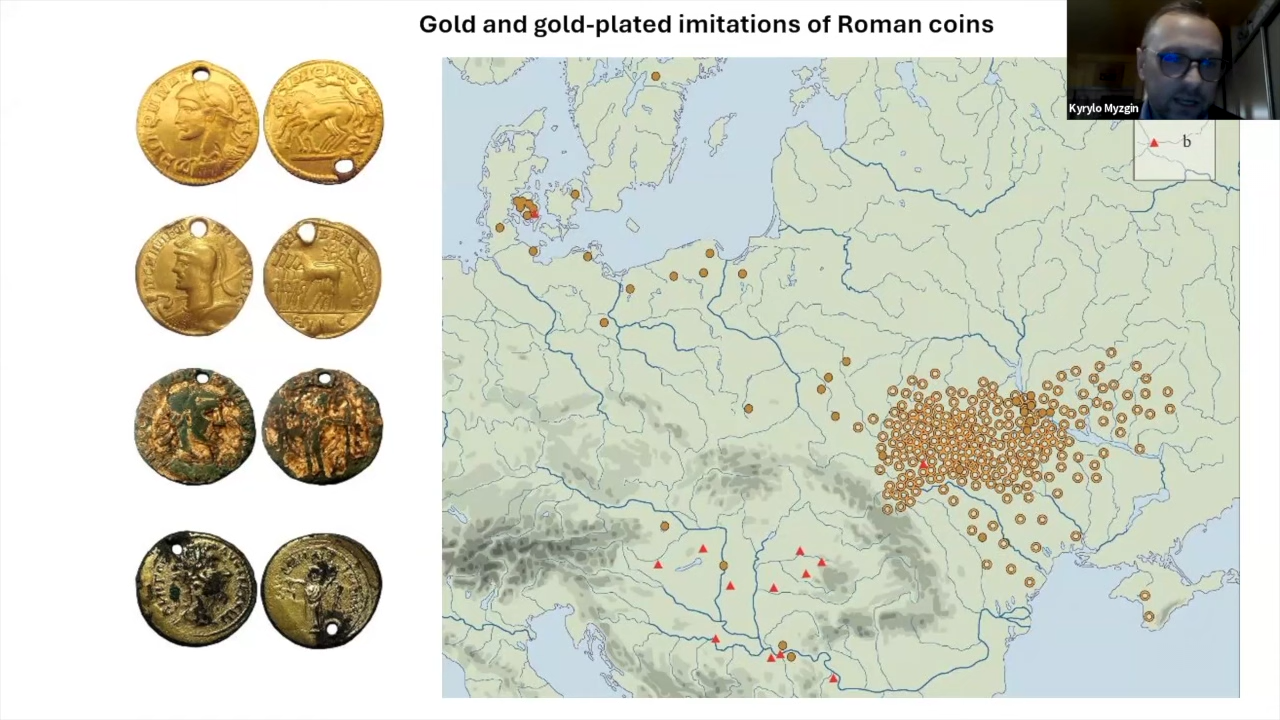 Gold and gold-plated imitations of Roman coins
Kyrylo Myzgin
b